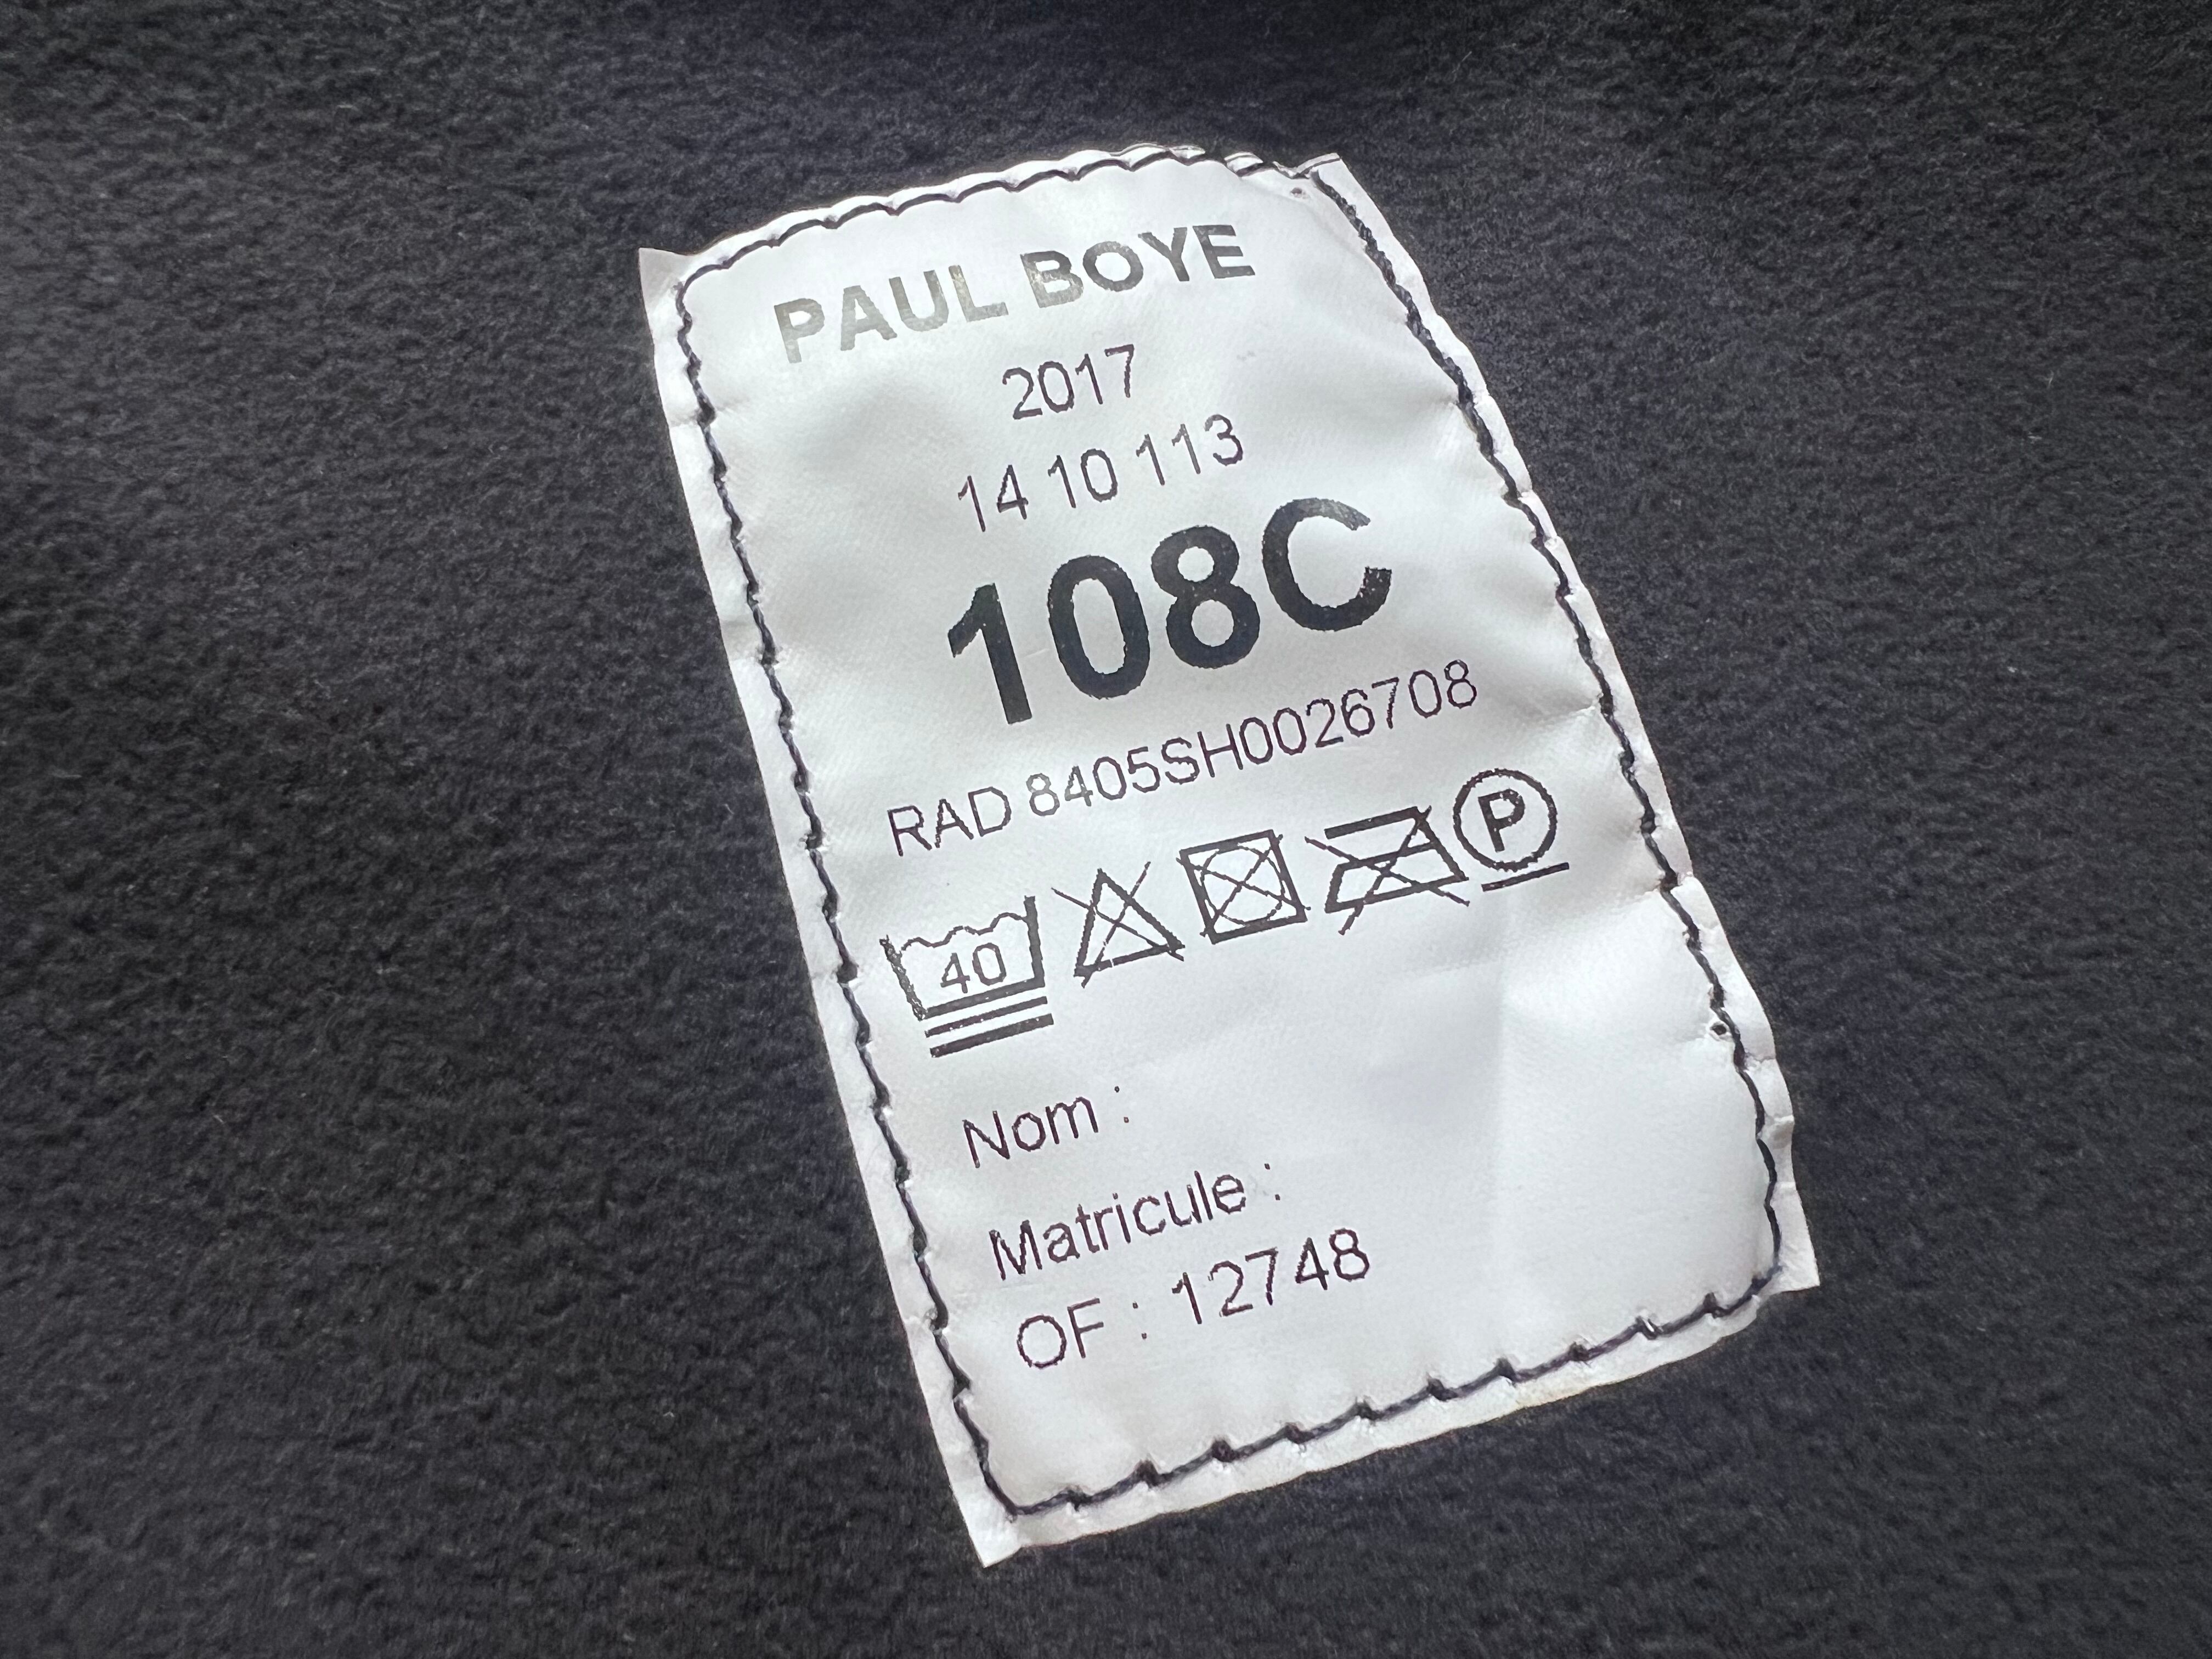 PAUL BOYE
2017
14 10 113
108C
RAD 8405SH0026708
40 P
Nom :
Matricule :
OF : 12748